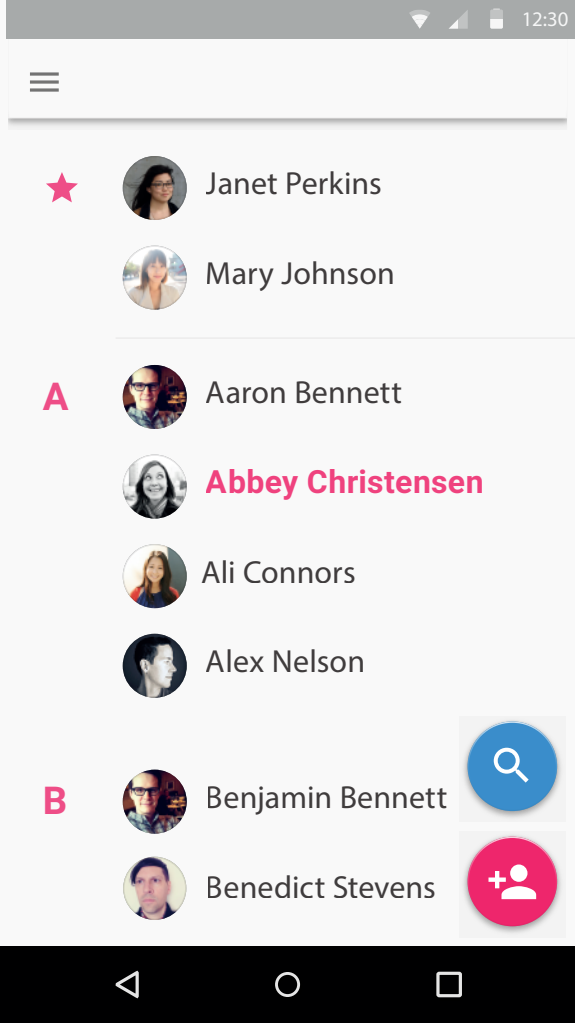 12:30
Janet Perkins
Mary Johnson
A
Aaron Bennett
Abbey Christensen
Ali Connors
Alex Nelson
B
Benjamin Bennett
Benedict Stevens